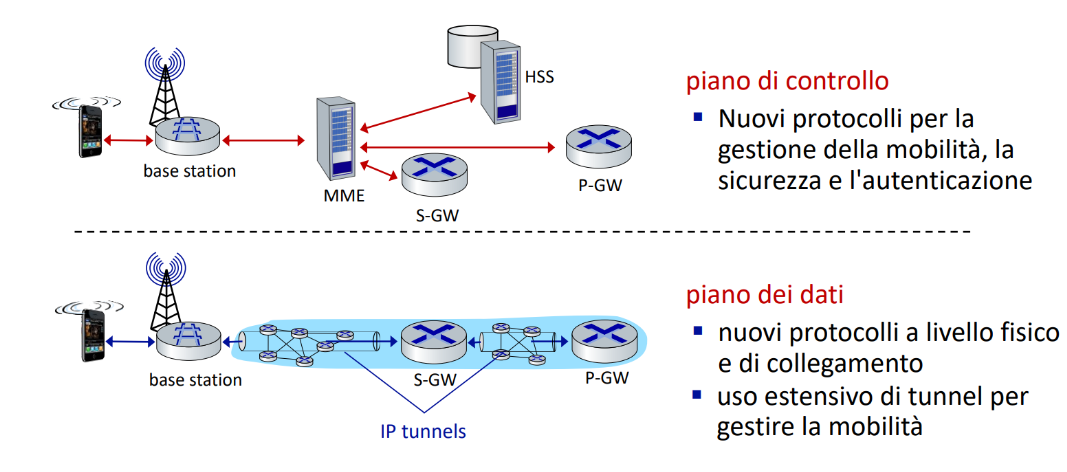 HSS
base station
MME
S-GW
P-GW
piano di controllo
▪ Nuovi protocolli per la
gestione della mobilità, la
sicurezza e l'autenticazione
base station
S-GW
P-GW
IP tunnels
piano dei dati
▪ nuovi protocolli a livello fisico
e di collegamento
▪ uso estensivo di tunnel per
gestire la mobilità